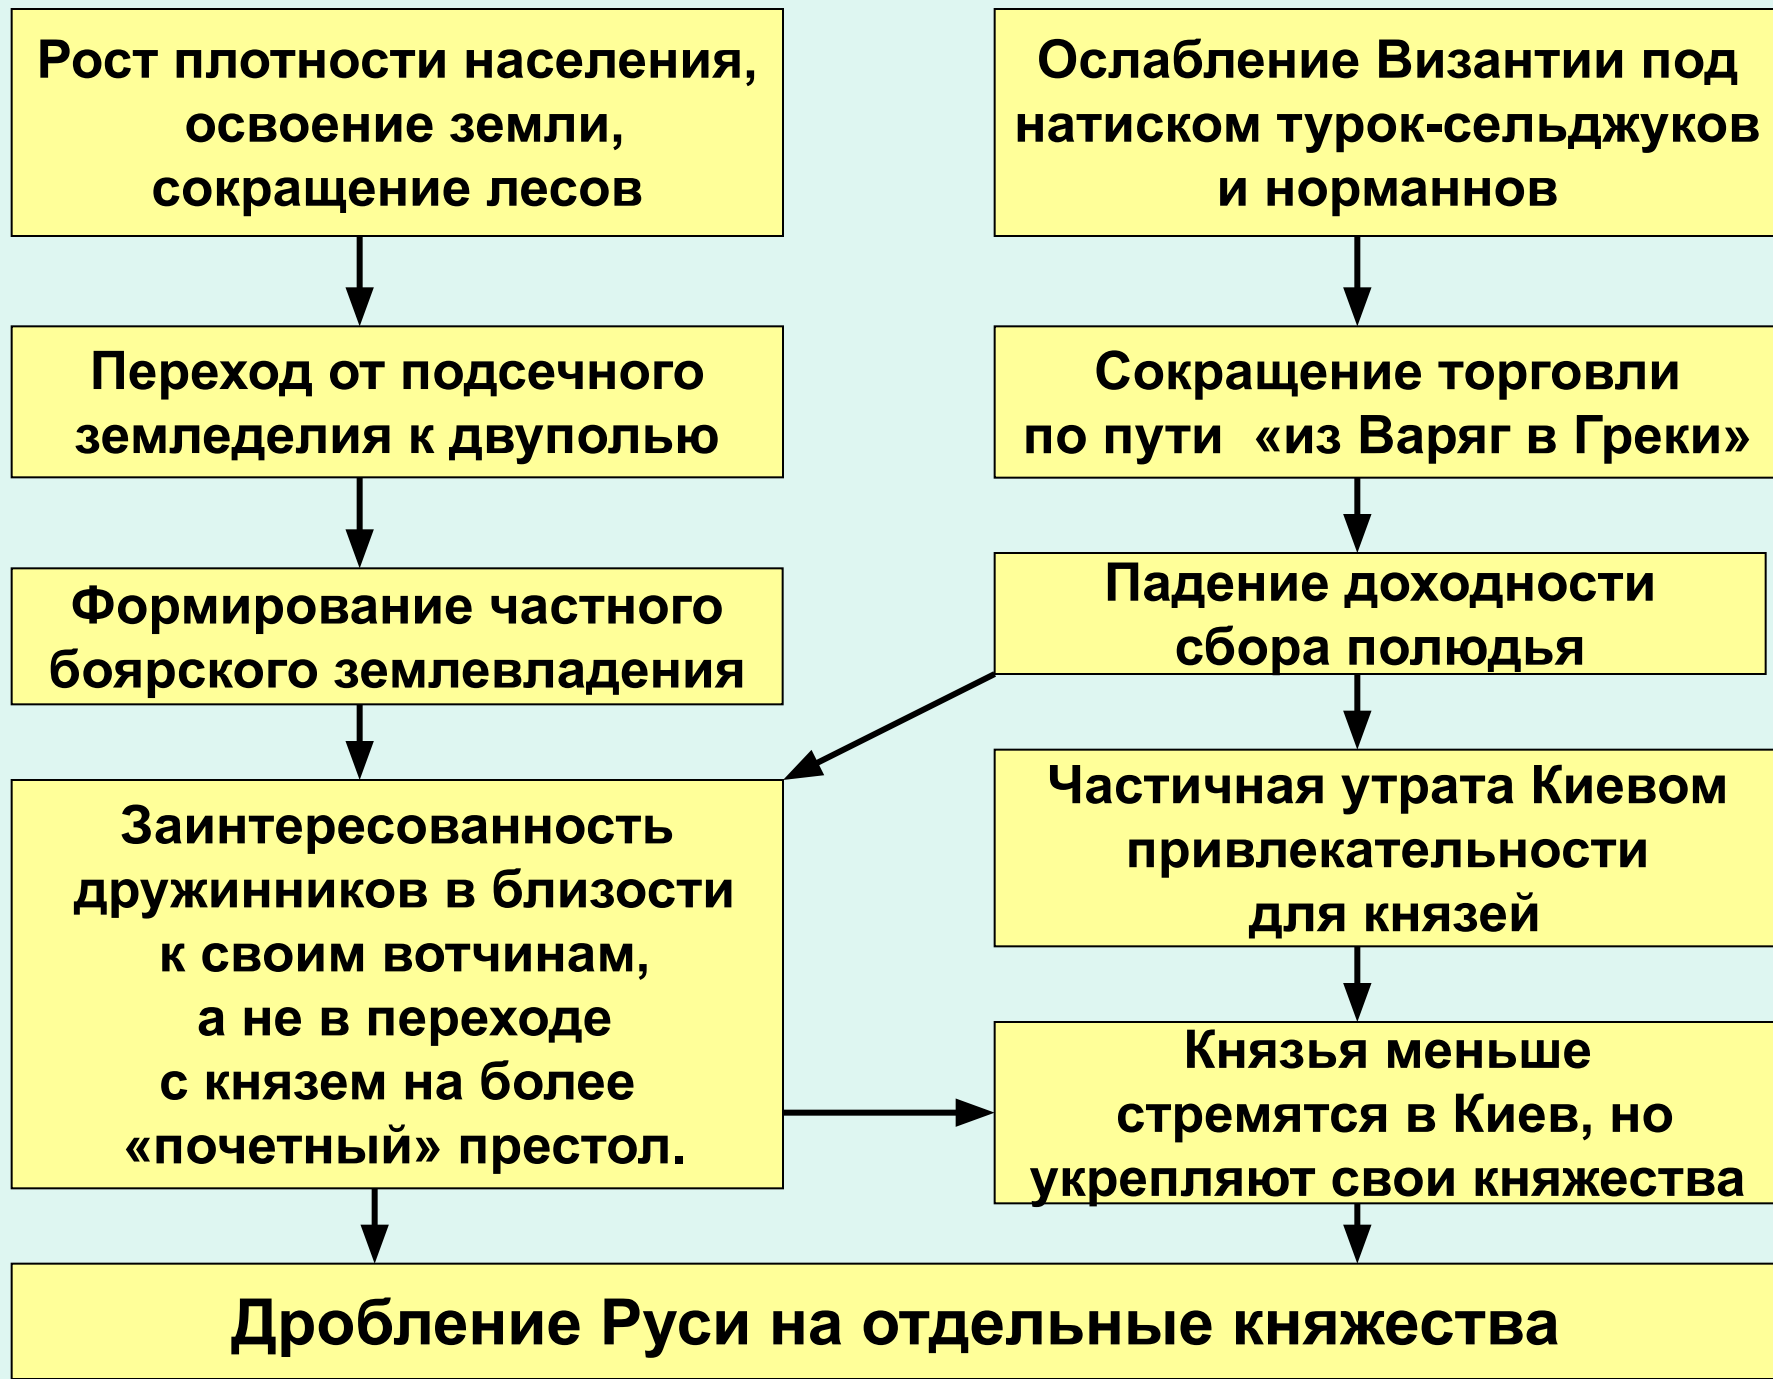 Рост плотности населения,
освоение земли,
сокращение лесов
Ослабление Византии под
натиском турок-сельджуков
и норманнов
Переход от подсечного
земледелия к двуполью
Сокращение торговли
по пути «из Варяг в Греки»
Формирование частного
боярского землевладения
Падение доходности
сбора полюдья
Заинтересованность
дружинников в близости
к своим вотчинам,
а не в переходе
с князем на более
«почетный» престол.
Частичная утрата Киевом
привлекательности
для князей
Князья меньше
стремятся в Киев, но
укрепляют свои княжества
Дробление Руси на отдельные княжества